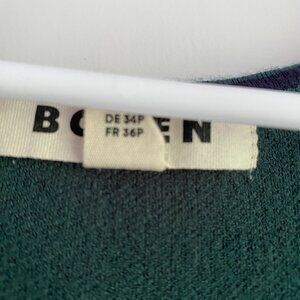 BO EN
DE 34P
FR 36P